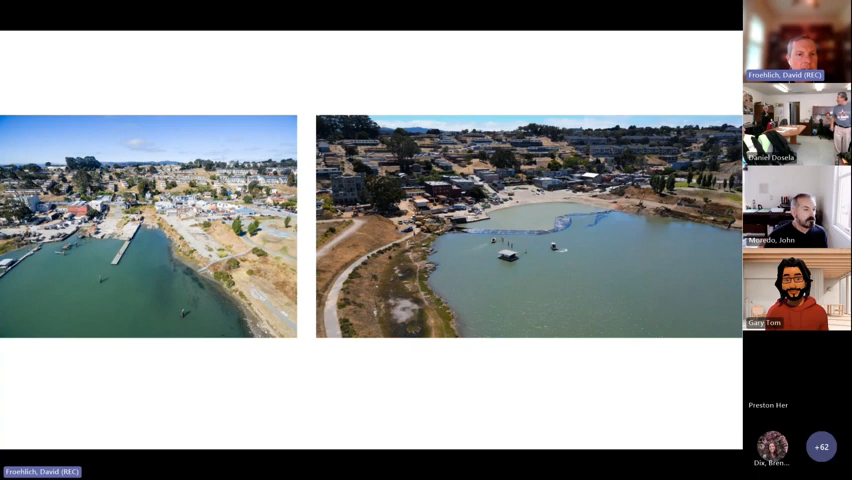 Froehlich, David (REC)
Daniel Dosela
Moredo, John
Gary Tom
Preston Her
+62
Dix, Bren...
Froehlich, David (REC)